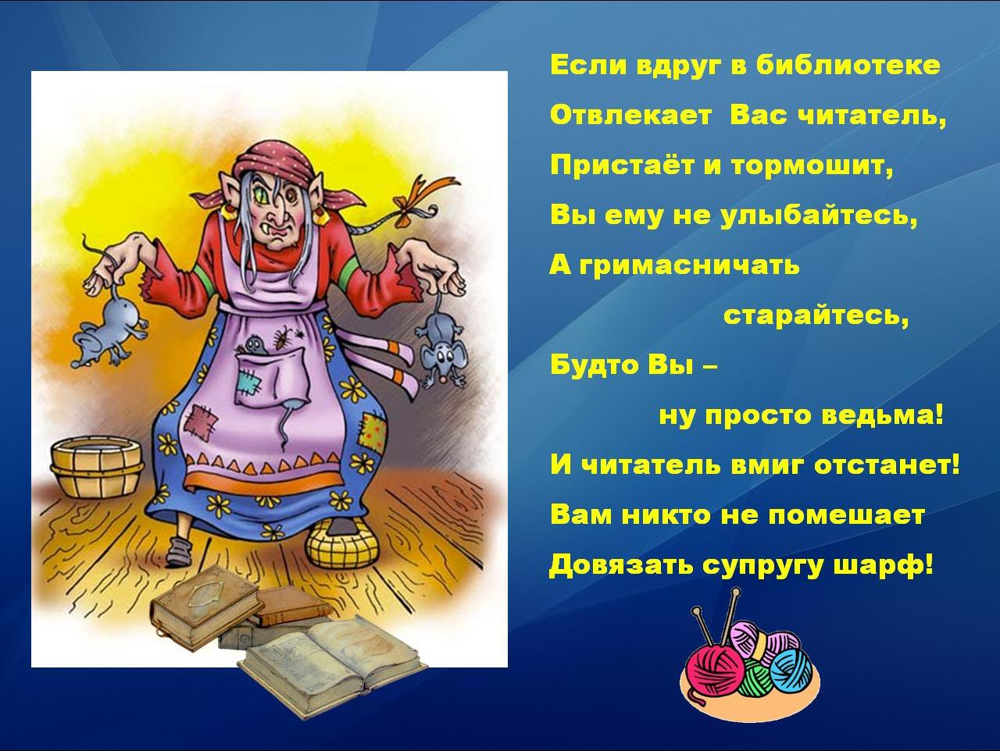 Если вдруг в библиотеке
Отвлекает Вас читатель,
Пристаёт и тормошит,
Вы ему не улыбайтесь,
А гримасничать
старайтесь,
Будто Вы –
ну просто ведьма!
И читатель вмиг отстанет!
Вам никто не помешает
Довязать супругу шарф!